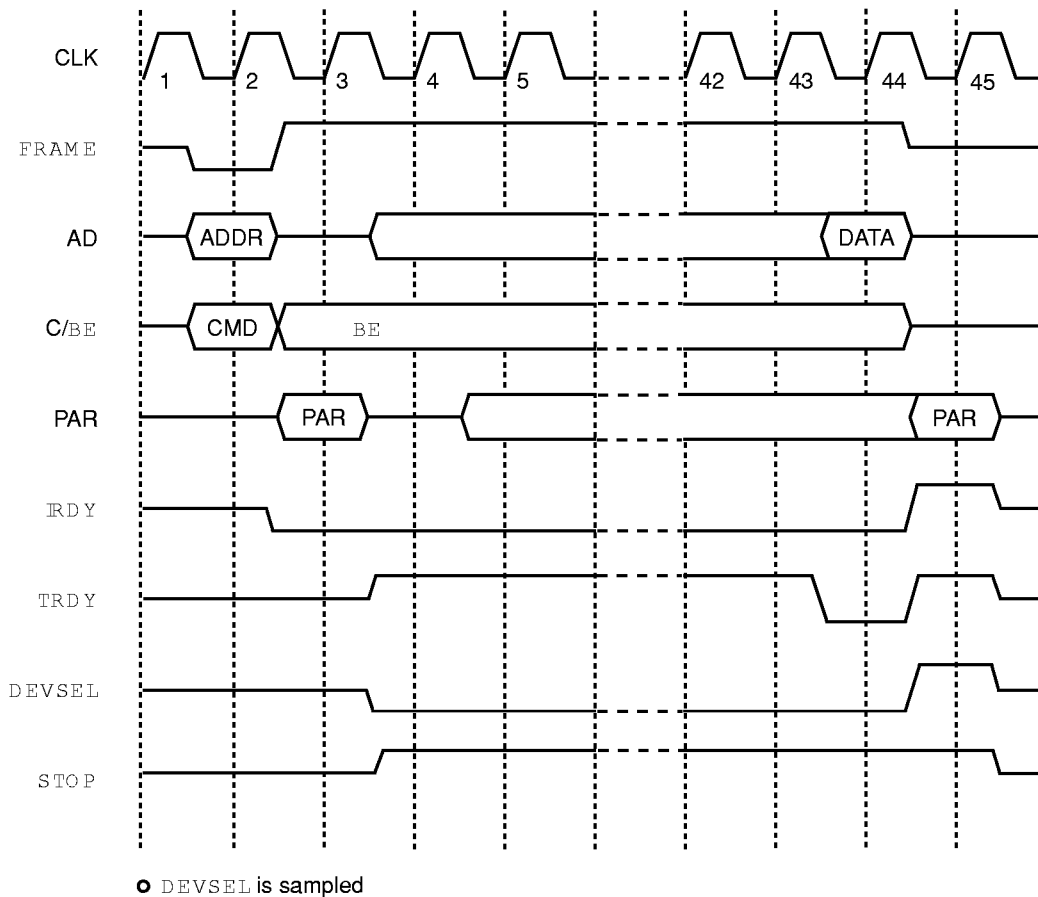 CLK
1 2 3 4 5 42 43 44 45
FRAME
AD ADDR DATA
C/BE CMD BE
PAR PAR PAR
IRDY
TRDY
DEVSEL
STOP
DEVSEL is sampled